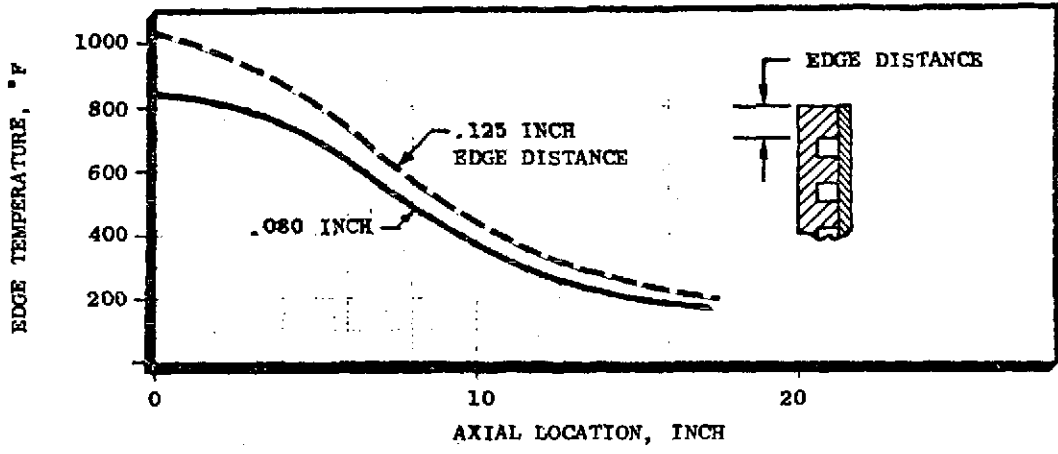 EDGE TEMPERATURE, °F
1000
800
600
400
200
0
10
20
AXIAL LOCATION, INCH
.125 INCH
EDGE DISTANCE
.080 INCH
EDGE DISTANCE